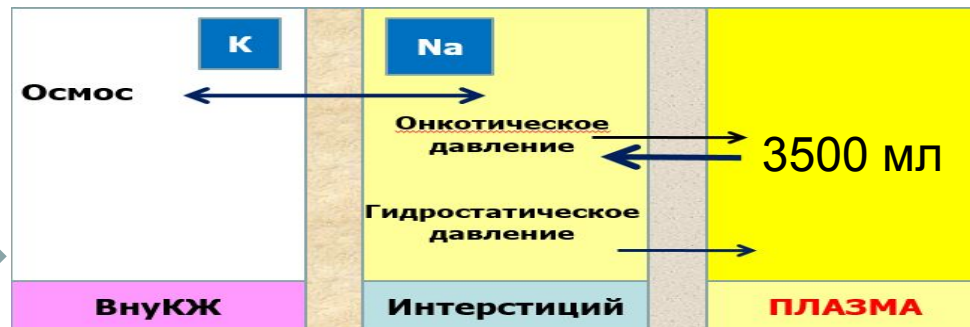 К
Na
Осмос
Онкотическое
давление
3500 мл
Гидростатическое
давление
ВнуКЖ
Интерстиций
ПЛАЗМА